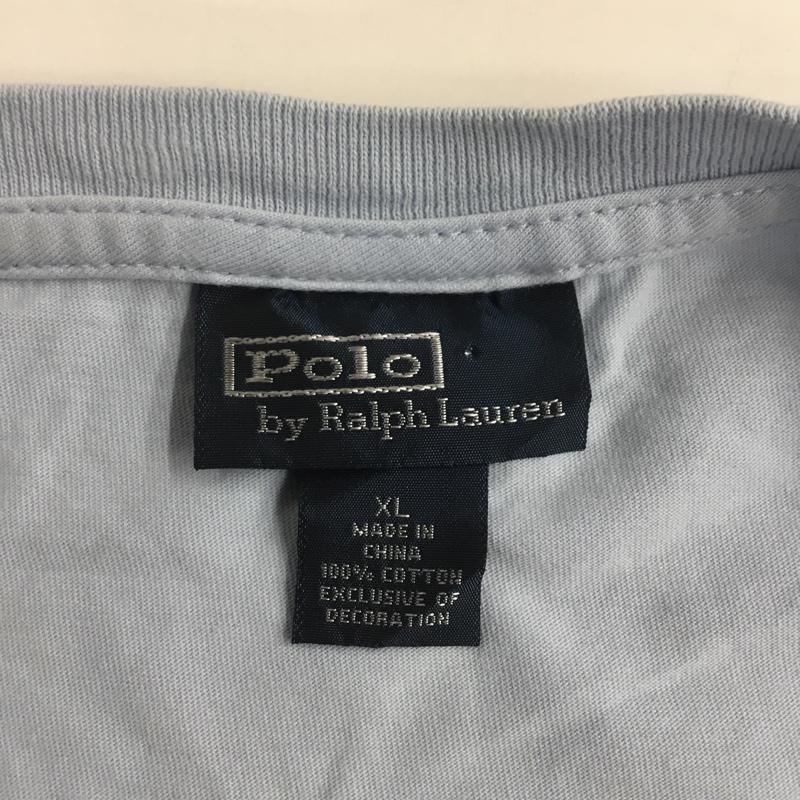 Polo
by Ralph Lauren
XL
MADE IN
CHINA
100% COTTON
EXCLUSIVE OF
DECORATION